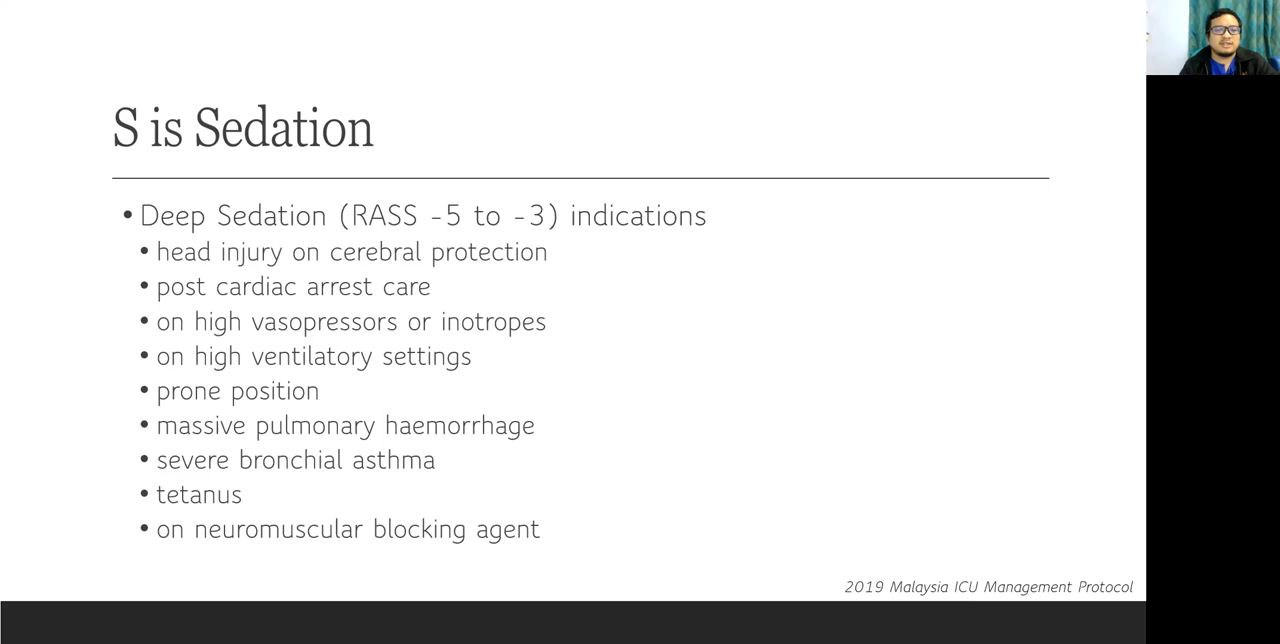 S is Sedation
• Deep Sedation (RASS -5 to -3) indications
• head injury on cerebral protection
• post cardiac arrest care
• on high vasopressors or inotropes
• on high ventilatory settings
• prone position
• massive pulmonary haemorrhage
• severe bronchial asthma
• tetanus
• on neuromuscular blocking agent
2019 Malaysia ICU Management Protocol